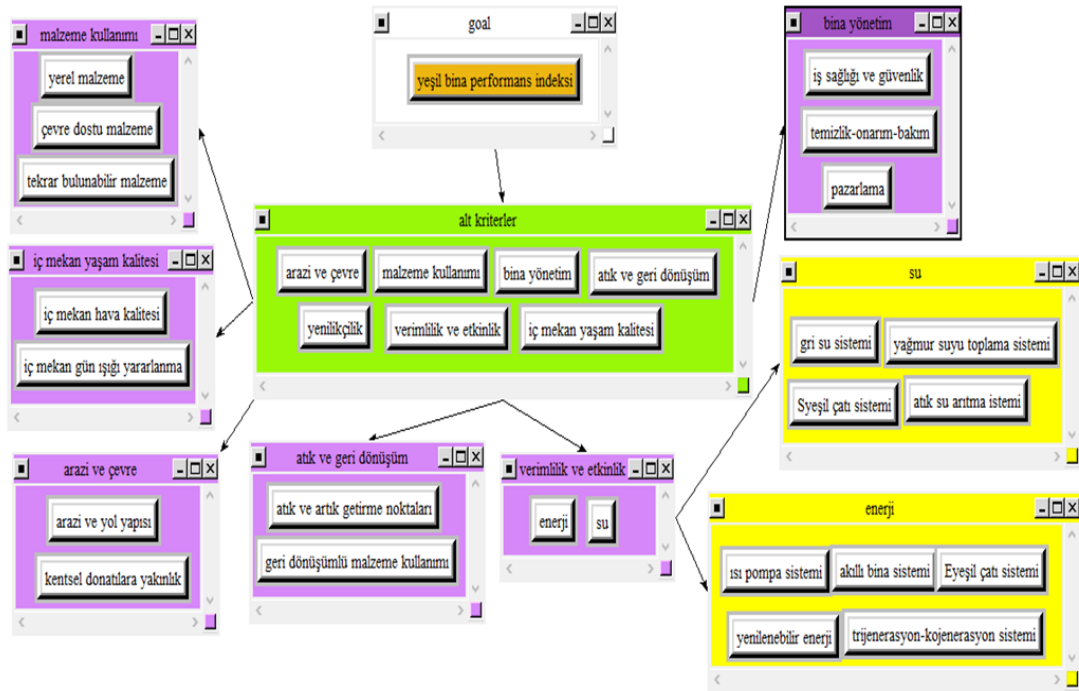 malzeme kullanımı
yerel malzeme
çevre dostu malzeme
tekrar bulunabilir malzeme
goal
yeşil bina performans indeksi
bina yönetim
iş sağlığı ve güvenlik
temizlik-onarım-bakım
pazarlama
iç mekan yaşam kalitesi
iç mekan hava kalitesi
iç mekan gün ışığı yararlanma
alt kriterler
arazi ve çevre
malzeme kullanımı
bina yönetim
atık ve geri dönüşüm
yenilikçilik
verimlilik ve etkinlik
iç mekan yaşam kalitesi
su
gri su sistemi
yağmur suyu toplama sistemi
Syeşil çatı sistemi
atık su arıtma istemi
arazi ve çevre
arazi ve yol yapısı
kentsel donatılara yakınlık
atık ve geri dönüşüm
atık ve artık getirme noktaları
geri dönüşümlü malzeme kullanımı
verimlilik ve etkinlik
enerji
su
enerji
ısı pompa sistemi
akıllı bina sistemi
Eyeşil çatı sistemi
yenilenebilir enerji
trijenerasyon-kojenerasyon sistemi